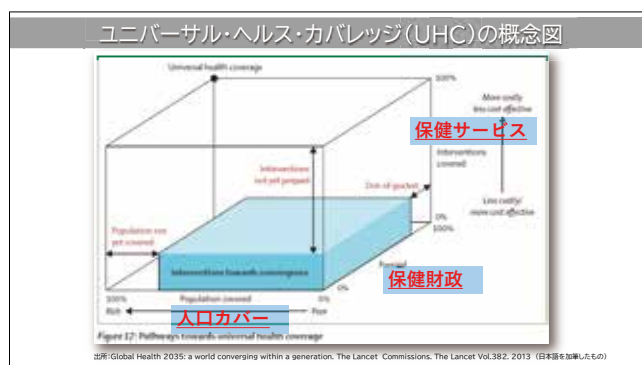 ユニバーサル・ヘルス・カバレッジ(UHC)の概念図
Universal health coverage
100%
More costly
less cost effective
保健サービス
Interventions
not yet prepaid
Interventions
covered
Out-of-pocket
Less costly/
more cost effective
Population not
yet covered
0%
100%
Interventions towards convergence
保健財政
0%
100%
Population covered
0%
Rich
Poor
人口カバー
Figure 17: Pathways towards universal health coverage
出所:Global Health 2035: a world converging within a generation. The Lancet Commissions. The Lancet Vol.382. 2013 (日本語を加筆したもの)